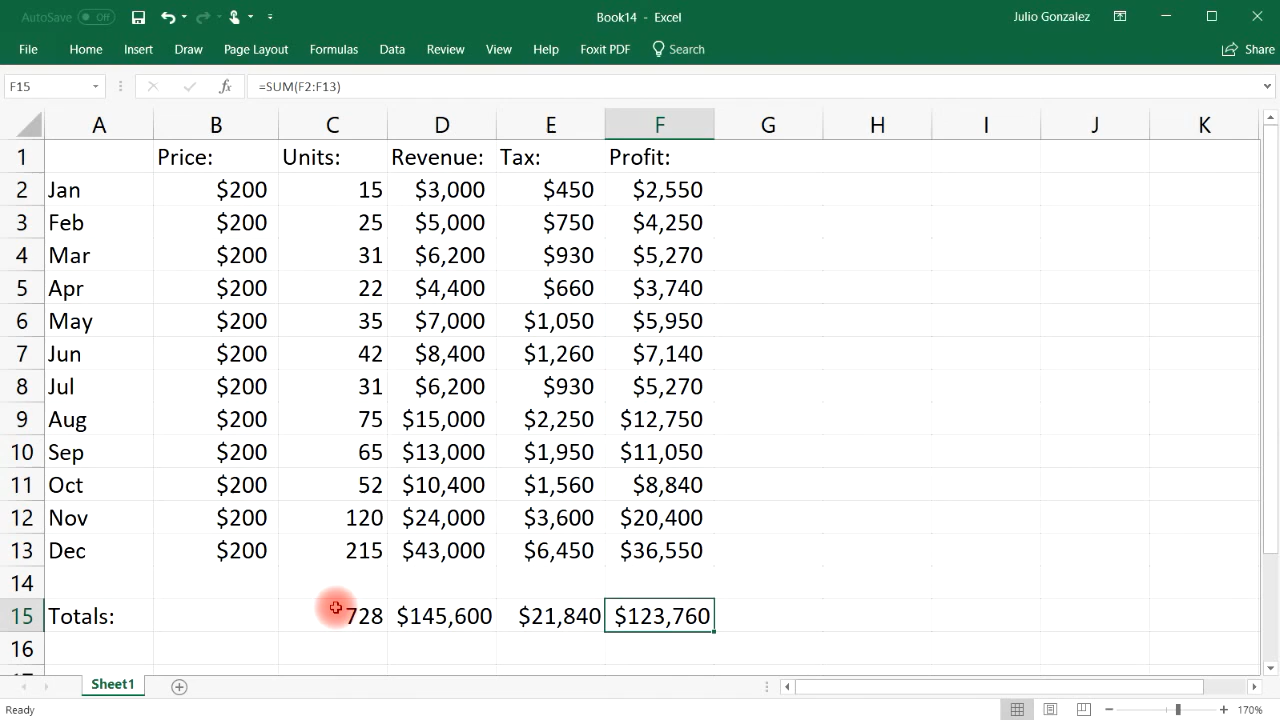 AutoSave Off Book14 - Excel Julio Gonzalez
File Home Insert Draw Page Layout Formulas Data Review View Help Foxit PDF Search Share
F15 fx =SUM(F2:F13)
A B C D E F G H I J K
1 Price: Units: Revenue: Tax: Profit:
2 Jan $200 15 $3,000 $450 $2,550
3 Feb $200 25 $5,000 $750 $4,250
4 Mar $200 31 $6,200 $930 $5,270
5 Apr $200 22 $4,400 $660 $3,740
6 May $200 35 $7,000 $1,050 $5,950
7 Jun $200 42 $8,400 $1,260 $7,140
8 Jul $200 31 $6,200 $930 $5,270
9 Aug $200 75 $15,000 $2,250 $12,750
10 Sep $200 65 $13,000 $1,950 $11,050
11 Oct $200 52 $10,400 $1,560 $8,840
12 Nov $200 120 $24,000 $3,600 $20,400
13 Dec $200 215 $43,000 $6,450 $36,550
14
15 Totals: 728 $145,600 $21,840 $123,760
16
Sheet1
Ready 170%